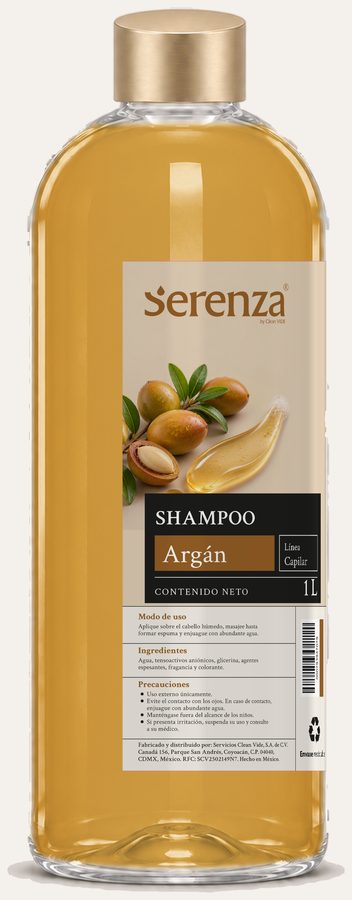 Serenza®
by Clean Vide
SHAMPOO
Argán
Línea
Capilar
CONTENIDO NETO
1L
Modo de uso
Aplique sobre el cabello húmedo, masajee hasta
formar espuma y enjuague con abundante agua.
Ingredientes
Agua, tensoactivos aniónicos, glicerina, agentes
espesantes, fragancia y colorante.
Precauciones
• Uso externo únicamente.
• Evite el contacto con los ojos. En caso de contacto,
enjuague con abundante agua.
• Manténgase fuera del alcance de los niños.
• Si presenta irritación, suspenda su uso y consulte
a su médico.
Fabricado y distribuido por: Servicios Clean Vide, S.A. de C.V.
Canadá 156, Parque San Andrés, Coyoacán, C.P. 04040,
CDMX, México. RFC: SCV2502149N7. Hecho en México.
Envase